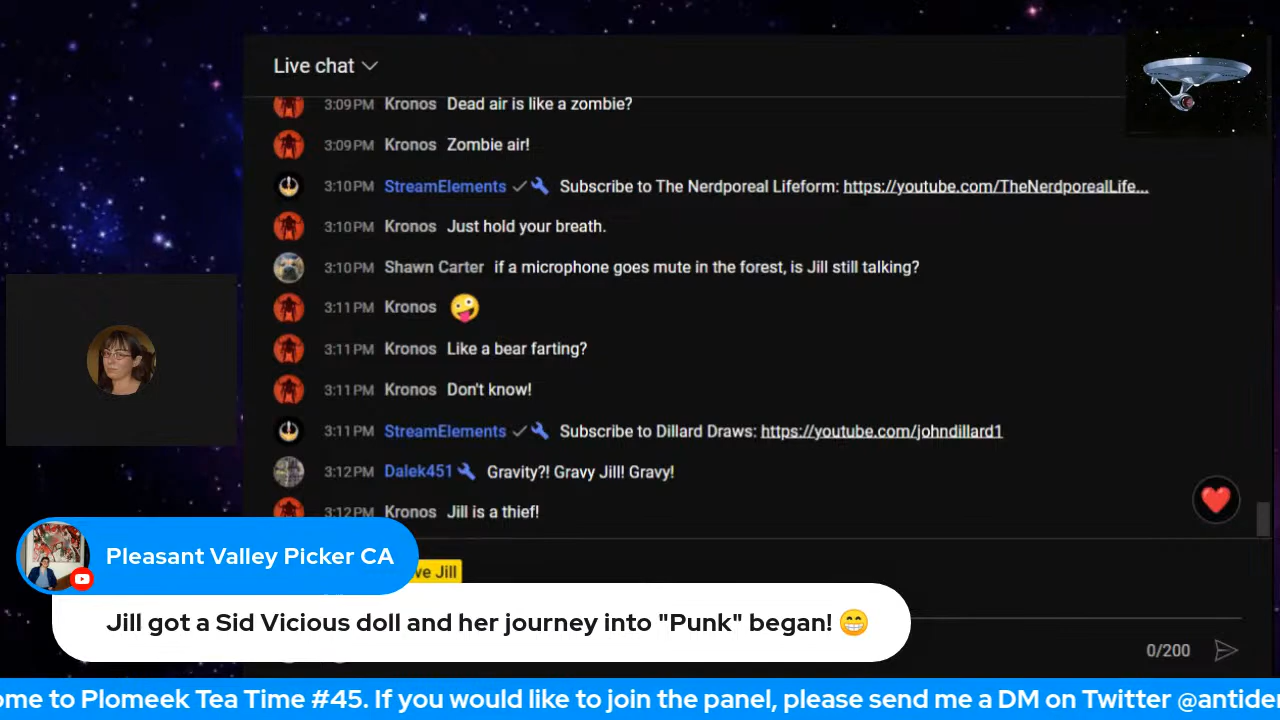 Live chat
3:09 PM Kronos Dead air is like a zombie?
3:09 PM Kronos Zombie air!
3:10 PM StreamElements Subscribe to The Nerdporeal Lifeform: https://youtube.com/TheNerdporealLife...
3:10 PM Kronos Just hold your breath.
3:10 PM Shawn Carter if a microphone goes mute in the forest, is Jill still talking?
3:11 PM Kronos 🤪
3:11 PM Kronos Like a bear farting?
3:11 PM Kronos Don't know!
3:11 PM StreamElements Subscribe to Dillard Draws: https://youtube.com/johndillard1
3:12 PM Dalek451 Gravity?! Gravy Jill! Gravy!
3:12 PM Kronos Jill is a thief!
Pleasant Valley Picker CA
ve Jill
Jill got a Sid Vicious doll and her journey into "Punk" began! 😁
0/200
ome to Plomeek Tea Time #45. If you would like to join the panel, please send me a DM on Twitter @antider